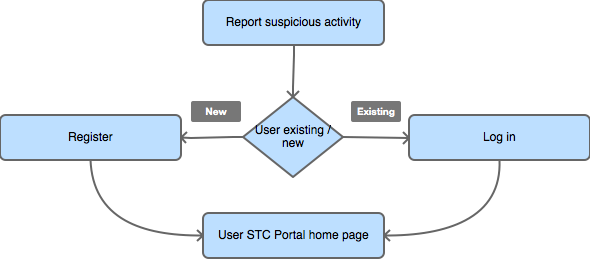 Report suspicious activity
New
Existing
User existing /
new
Register
Log in
User STC Portal home page